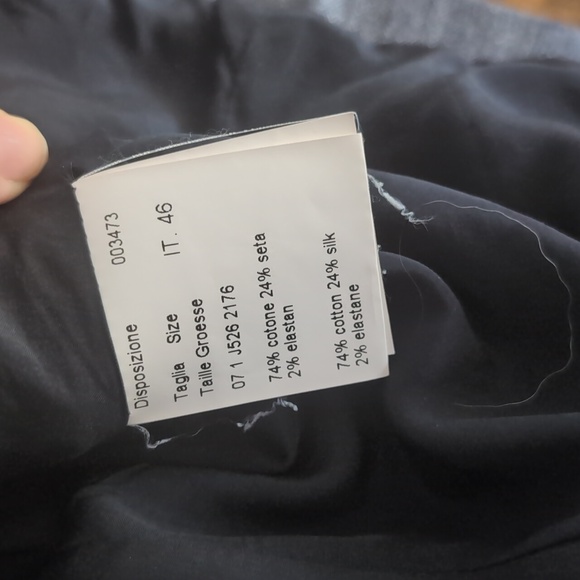 Disposizione 003473
Taglia Size IT. 46
Taille Groesse
07 1 J526 2176
74% cotone 24% seta
2% elastan
74% cotton 24% silk
2% elastane